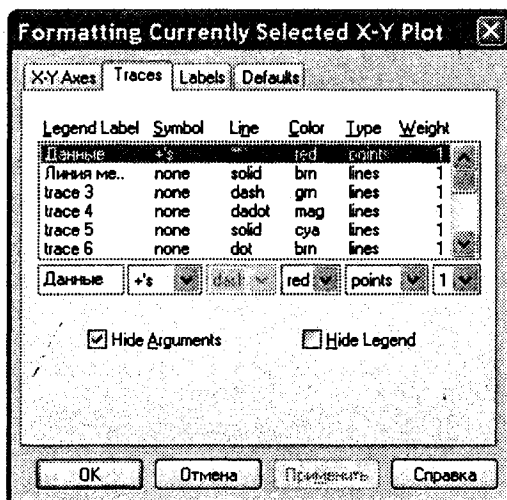 Formatting Currently Selected X-Y Plot
X-Y Axes Traces Labels Defaults
Legend Label Symbol Line Color Type Weight
Данные +'s red points 1
Линия ме.. none solid brn lines 1
trace 3 none dash grn lines 1
trace 4 none dadot mag lines 1
trace 5 none solid cya lines 1
trace 6 none dot brn lines 1
Данные +'s dash red points 1
Hide Arguments Hide Legend
OK Отмена Применить Справка